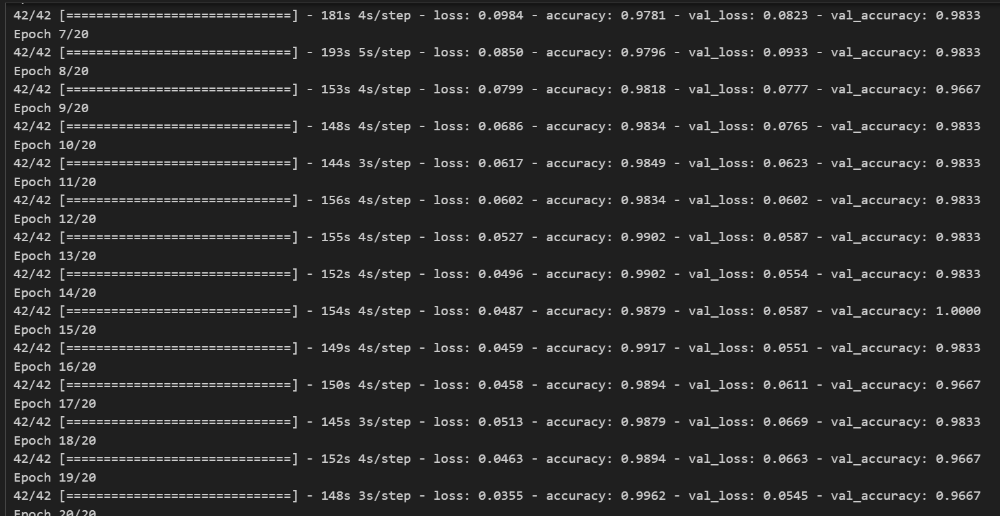 42/42 [==============================] - 181s 4s/step - loss: 0.0984 - accuracy: 0.9781 - val_loss: 0.0823 - val_accuracy: 0.9833
Epoch 7/20
42/42 [==============================] - 193s 5s/step - loss: 0.0850 - accuracy: 0.9796 - val_loss: 0.0933 - val_accuracy: 0.9833
Epoch 8/20
42/42 [==============================] - 153s 4s/step - loss: 0.0799 - accuracy: 0.9818 - val_loss: 0.0777 - val_accuracy: 0.9667
Epoch 9/20
42/42 [==============================] - 148s 4s/step - loss: 0.0686 - accuracy: 0.9834 - val_loss: 0.0765 - val_accuracy: 0.9833
Epoch 10/20
42/42 [==============================] - 144s 3s/step - loss: 0.0617 - accuracy: 0.9849 - val_loss: 0.0623 - val_accuracy: 0.9833
Epoch 11/20
42/42 [==============================] - 156s 4s/step - loss: 0.0602 - accuracy: 0.9834 - val_loss: 0.0602 - val_accuracy: 0.9833
Epoch 12/20
42/42 [==============================] - 155s 4s/step - loss: 0.0527 - accuracy: 0.9902 - val_loss: 0.0587 - val_accuracy: 0.9833
Epoch 13/20
42/42 [==============================] - 152s 4s/step - loss: 0.0496 - accuracy: 0.9902 - val_loss: 0.0554 - val_accuracy: 0.9833
Epoch 14/20
42/42 [==============================] - 154s 4s/step - loss: 0.0487 - accuracy: 0.9879 - val_loss: 0.0587 - val_accuracy: 1.0000
Epoch 15/20
42/42 [==============================] - 149s 4s/step - loss: 0.0459 - accuracy: 0.9917 - val_loss: 0.0551 - val_accuracy: 0.9833
Epoch 16/20
42/42 [==============================] - 150s 4s/step - loss: 0.0458 - accuracy: 0.9894 - val_loss: 0.0611 - val_accuracy: 0.9667
Epoch 17/20
42/42 [==============================] - 145s 3s/step - loss: 0.0513 - accuracy: 0.9879 - val_loss: 0.0669 - val_accuracy: 0.9833
Epoch 18/20
42/42 [==============================] - 152s 4s/step - loss: 0.0463 - accuracy: 0.9894 - val_loss: 0.0663 - val_accuracy: 0.9667
Epoch 19/20
42/42 [==============================] - 148s 3s/step - loss: 0.0355 - accuracy: 0.9962 - val_loss: 0.0545 - val_accuracy: 0.9667
Epoch 20/20